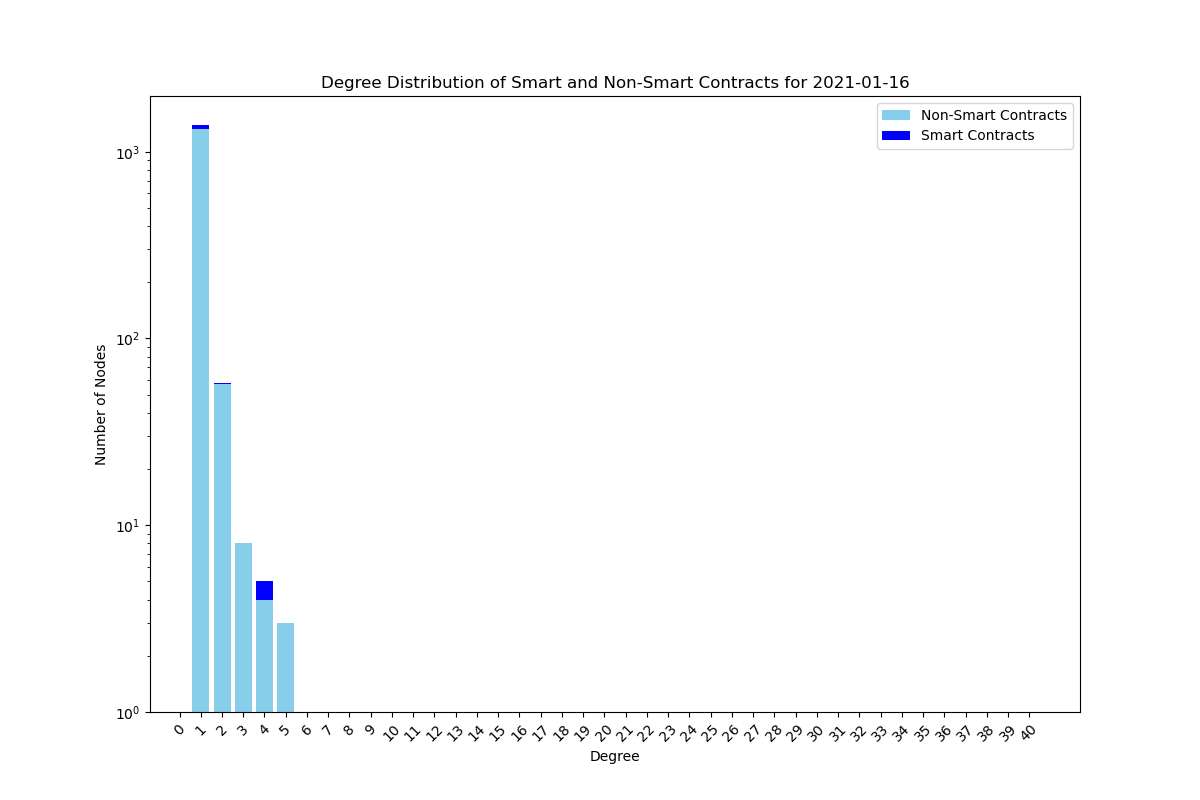 Degree Distribution of Smart and Non-Smart Contracts for 2021-01-16
Non-Smart Contracts
Smart Contracts
Number of Nodes
10³
10²
10¹
10⁰
0 1 2 3 4 5 6 7 8 9 10 11 12 13 14 15 16 17 18 19 20 21 22 23 24 25 26 27 28 29 30 31 32 33 34 35 36 37 38 39 40
Degree